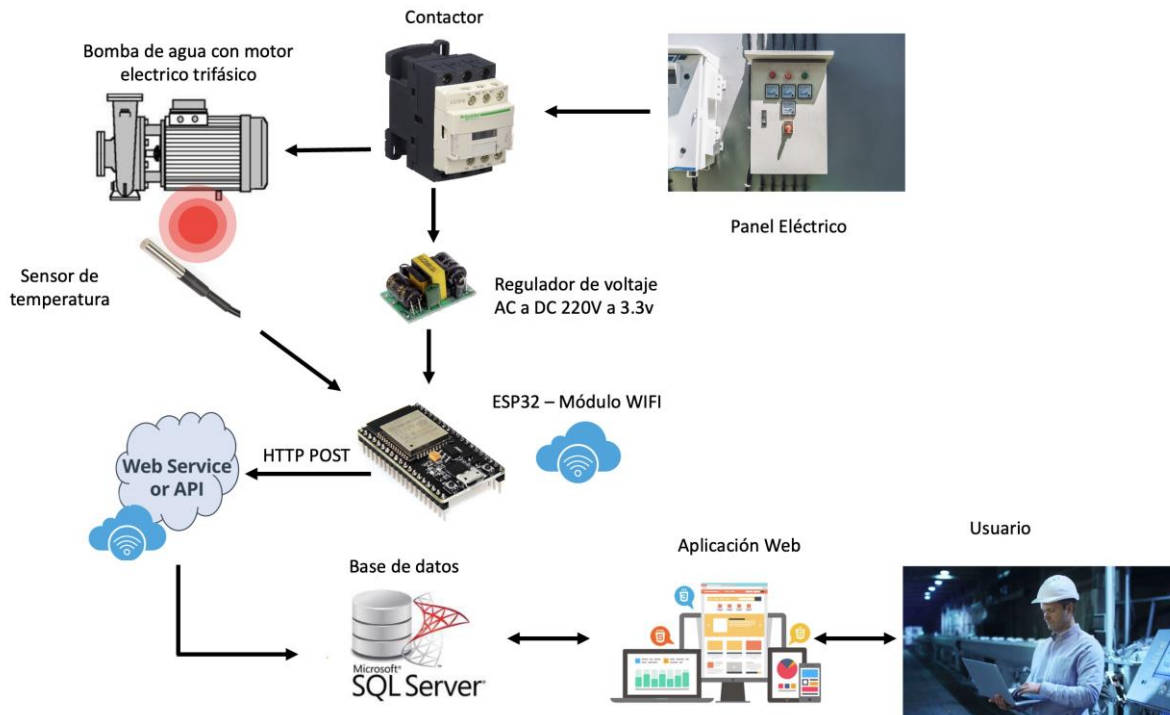 Contactor
Bomba de agua con motor
electrico trifásico
Panel Eléctrico
Sensor de
temperatura
Regulador de voltaje
AC a DC 220V a 3.3v
ESP32 – Módulo WIFI
HTTP POST
Web Service
or API
Base de datos
Microsoft®
SQL Server®
Aplicación Web
Usuario